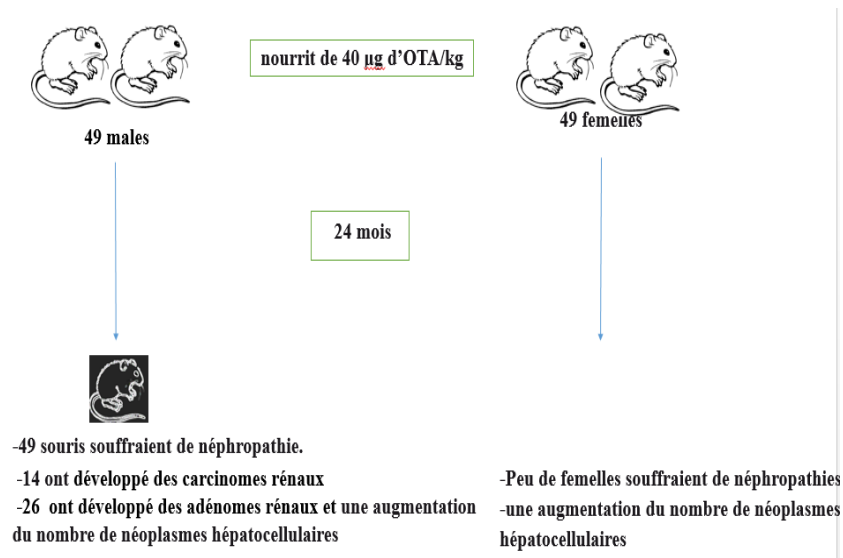 nourrit de 40 µg d’OTA/kg
49 males
49 femelles
24 mois
-49 souris souffraient de néphropathie.
-14 ont développé des carcinomes rénaux
-26 ont développé des adénomes rénaux et une augmentation
du nombre de néoplasmes hépatocellulaires
-Peu de femelles souffraient de néphropathies
-une augmentation du nombre de néoplasmes
hépatocellulaires